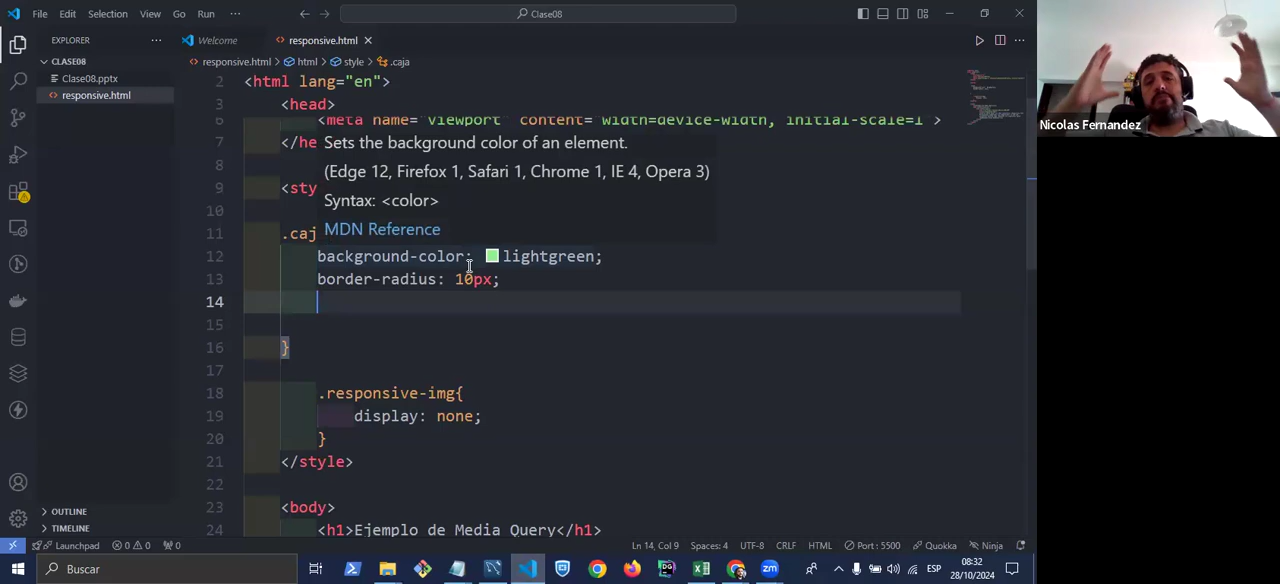 File Edit Selection View Go Run ···
Clase08
EXPLORER
Welcome
responsive.html
CLASE08
Clase08.pptx
responsive.html
OUTLINE
TIMELINE
responsive.html > html > style > .caja
2 <html lang="en">
3 <head>
6 <meta name="viewport" content="width=device-width, initial-scale=1">
7 </he
Sets the background color of an element.
(Edge 12, Firefox 1, Safari 1, Chrome 1, IE 4, Opera 3)
Syntax: <color>
MDN Reference
8
9 <sty
10
11 .caj
12 background-color: lightgreen;
13 border-radius: 10px;
14
15
16 }
17
18 .responsive-img{
19 display: none;
20 }
21 </style>
22
23 <body>
24 <h1>Ejemplo de Media Query</h1>
Nicolas Fernandez
Launchpad 0 0 0
Ln 14, Col 9 Spaces: 4 UTF-8 CRLF HTML Port : 5500 Quokka Ninja
Buscar
ESP
08:32
28/10/2024